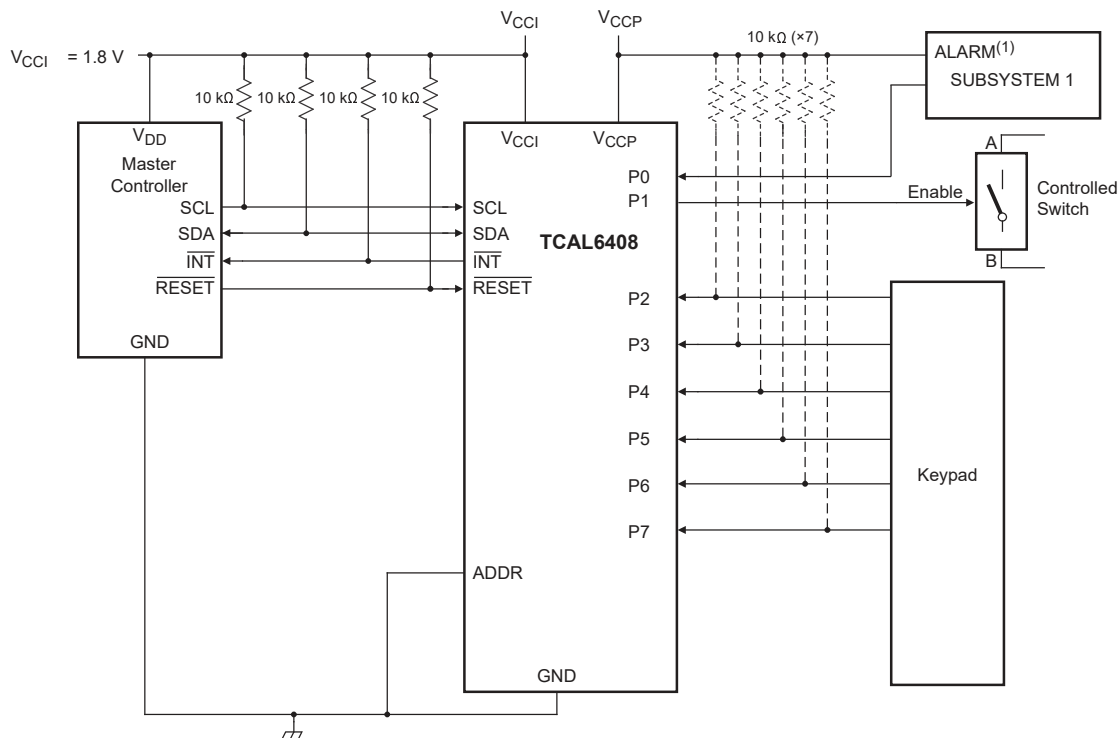 VCCI
VCCP
VCCI = 1.8 V
10 kΩ (×7)
ALARM(1)
SUBSYSTEM 1
10 kΩ
10 kΩ
10 kΩ
10 kΩ
VDD
Master
Controller
VCCI
VCCP
A
P0
P1
Enable
Controlled
Switch
SCL
SCL
SDA
SDA
TCAL6408
INT
INT
B
RESET
RESET
P2
GND
P3
P4
P5
Keypad
P6
P7
ADDR
GND